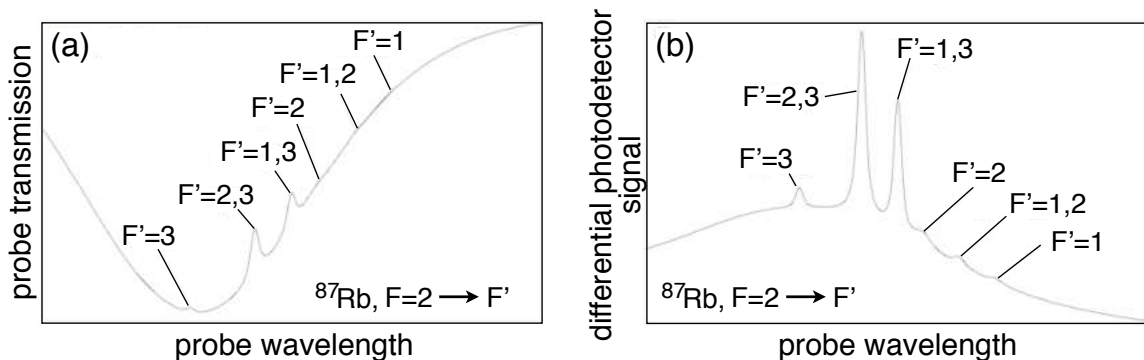 (a)
F'=1
F'=1,2
F'=2
F'=1,3
F'=2,3
F'=3
⁸⁷Rb, F=2 → F'
probe transmission
probe wavelength
(b)
F'=1,3
F'=2,3
F'=3
F'=2
F'=1,2
F'=1
⁸⁷Rb, F=2 → F'
differential photodetector
signal
probe wavelength